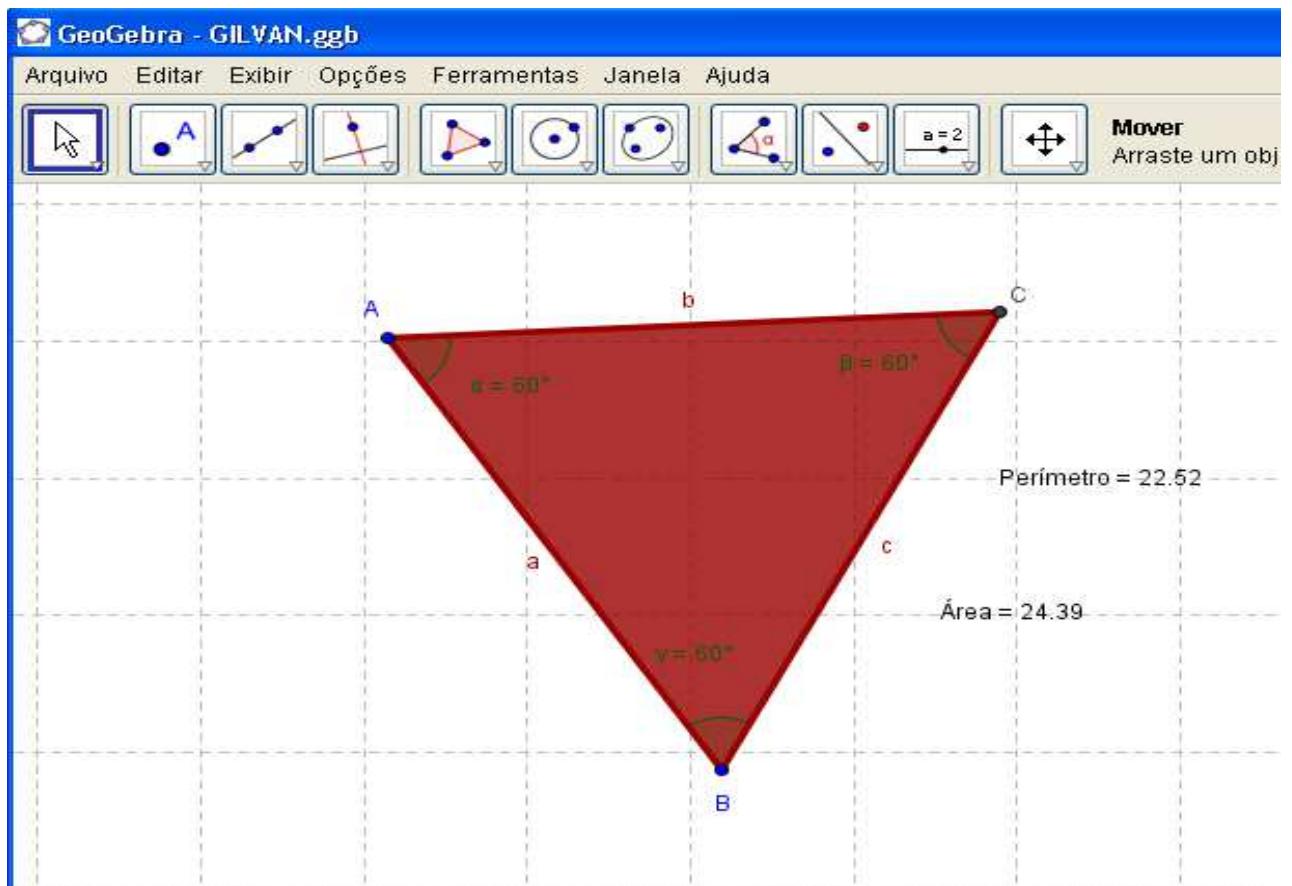 GeoGebra - GILVAN.ggb
Arquivo Editar Exibir Opções Ferramentas Janela Ajuda
A α a = 2 Mover
Arraste um obj
A b C
α = 60° β = 60°
Perímetro = 22.52
a c
Área = 24.39
γ = 60°
B